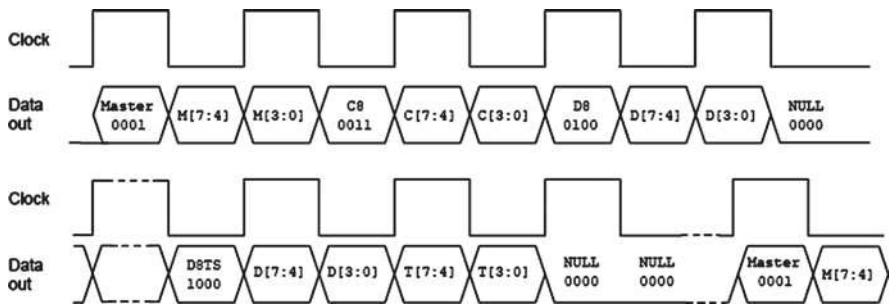 Clock
Data out
Master 0001
M[7:4]
M[3:0]
C8 0011
C[7:4]
C[3:0]
D8 0100
D[7:4]
D[3:0]
NULL 0000
Clock
Data out
D8TS 1000
D[7:4]
D[3:0]
T[7:4]
T[3:0]
NULL 0000
NULL 0000
Master 0001
M[7:4]